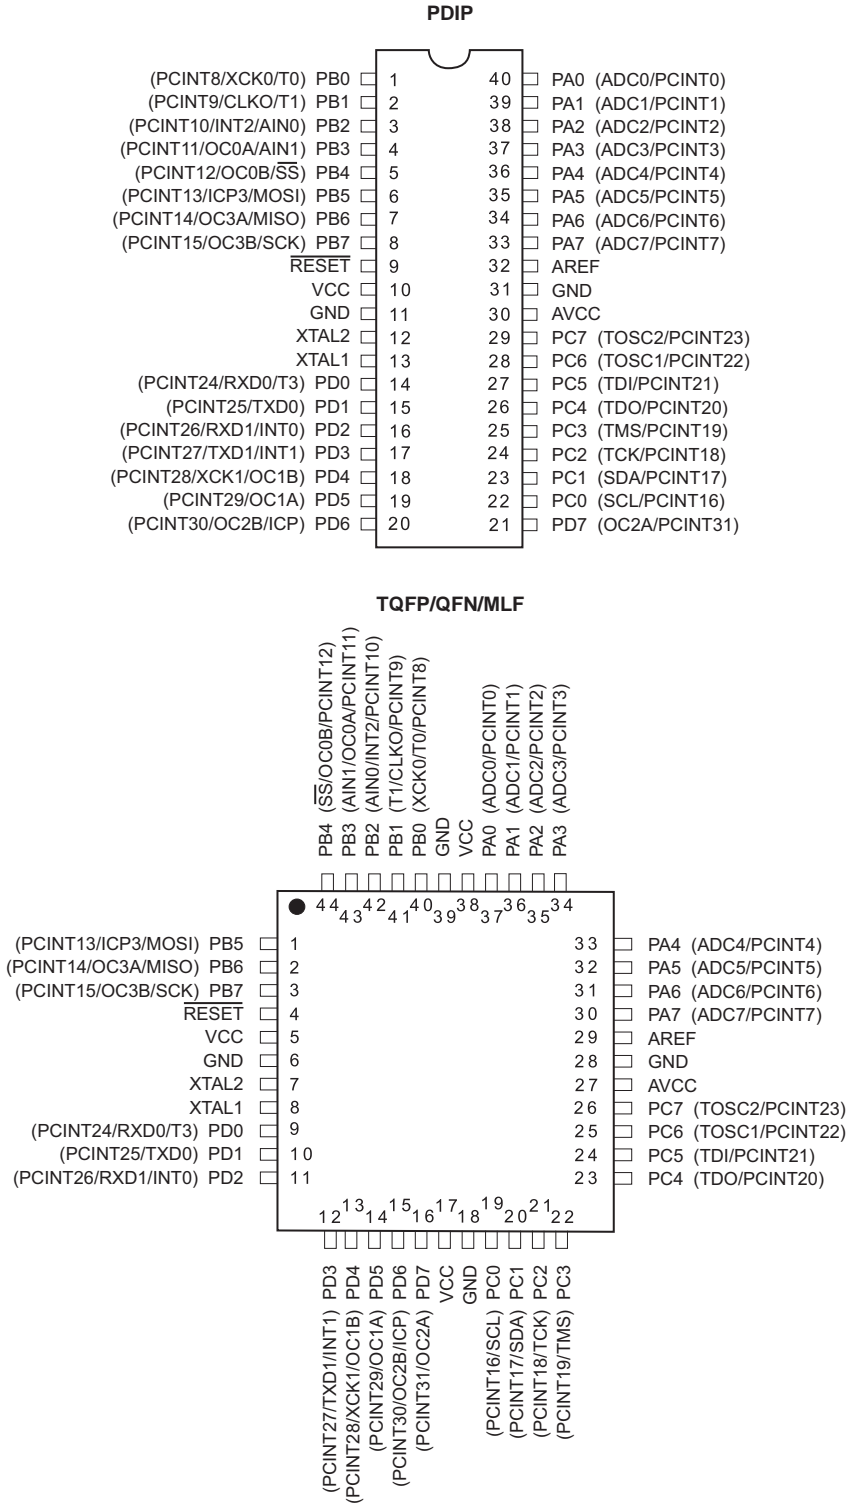 PDIP
(PCINT8/XCK0/T0) PB0 1 40 PA0 (ADC0/PCINT0)
(PCINT9/CLKO/T1) PB1 2 39 PA1 (ADC1/PCINT1)
(PCINT10/INT2/AIN0) PB2 3 38 PA2 (ADC2/PCINT2)
(PCINT11/OC0A/AIN1) PB3 4 37 PA3 (ADC3/PCINT3)
(PCINT12/OC0B/SS) PB4 5 36 PA4 (ADC4/PCINT4)
(PCINT13/ICP3/MOSI) PB5 6 35 PA5 (ADC5/PCINT5)
(PCINT14/OC3A/MISO) PB6 7 34 PA6 (ADC6/PCINT6)
(PCINT15/OC3B/SCK) PB7 8 33 PA7 (ADC7/PCINT7)
RESET 9 32 AREF
VCC 10 31 GND
GND 11 30 AVCC
XTAL2 12 29 PC7 (TOSC2/PCINT23)
XTAL1 13 28 PC6 (TOSC1/PCINT22)
(PCINT24/RXD0/T3) PD0 14 27 PC5 (TDI/PCINT21)
(PCINT25/TXD0) PD1 15 26 PC4 (TDO/PCINT20)
(PCINT26/RXD1/INT0) PD2 16 25 PC3 (TMS/PCINT19)
(PCINT27/TXD1/INT1) PD3 17 24 PC2 (TCK/PCINT18)
(PCINT28/XCK1/OC1B) PD4 18 23 PC1 (SDA/PCINT17)
(PCINT29/OC1A) PD5 19 22 PC0 (SCL/PCINT16)
(PCINT30/OC2B/ICP) PD6 20 21 PD7 (OC2A/PCINT31)
TQFP/QFN/MLF
PB4 (SS/OC0B/PCINT12)
PB3 (AIN1/OC0A/PCINT11)
PB2 (AIN0/INT2/PCINT10)
PB1 (T1/CLKO/PCINT9)
PB0 (XCK0/T0/PCINT8)
GND
VCC
PA0 (ADC0/PCINT0)
PA1 (ADC1/PCINT1)
PA2 (ADC2/PCINT2)
PA3 (ADC3/PCINT3)
44 43 42 41 40 39 38 37 36 35 34
(PCINT13/ICP3/MOSI) PB5 1 33 PA4 (ADC4/PCINT4)
(PCINT14/OC3A/MISO) PB6 2 32 PA5 (ADC5/PCINT5)
(PCINT15/OC3B/SCK) PB7 3 31 PA6 (ADC6/PCINT6)
RESET 4 30 PA7 (ADC7/PCINT7)
VCC 5 29 AREF
GND 6 28 GND
XTAL2 7 27 AVCC
XTAL1 8 26 PC7 (TOSC2/PCINT23)
(PCINT24/RXD0/T3) PD0 9 25 PC6 (TOSC1/PCINT22)
(PCINT25/TXD0) PD1 10 24 PC5 (TDI/PCINT21)
(PCINT26/RXD1/INT0) PD2 11 23 PC4 (TDO/PCINT20)
12 13 14 15 16 17 18 19 20 21 22
(PCINT27/TXD1/INT1) PD3
(PCINT28/XCK1/OC1B) PD4
(PCINT29/OC1A) PD5
(PCINT30/OC2B/ICP) PD6
(PCINT31/OC2A) PD7
VCC
GND
(PCINT16/SCL) PC0
(PCINT17/SDA) PC1
(PCINT18/TCK) PC2
(PCINT19/TMS) PC3